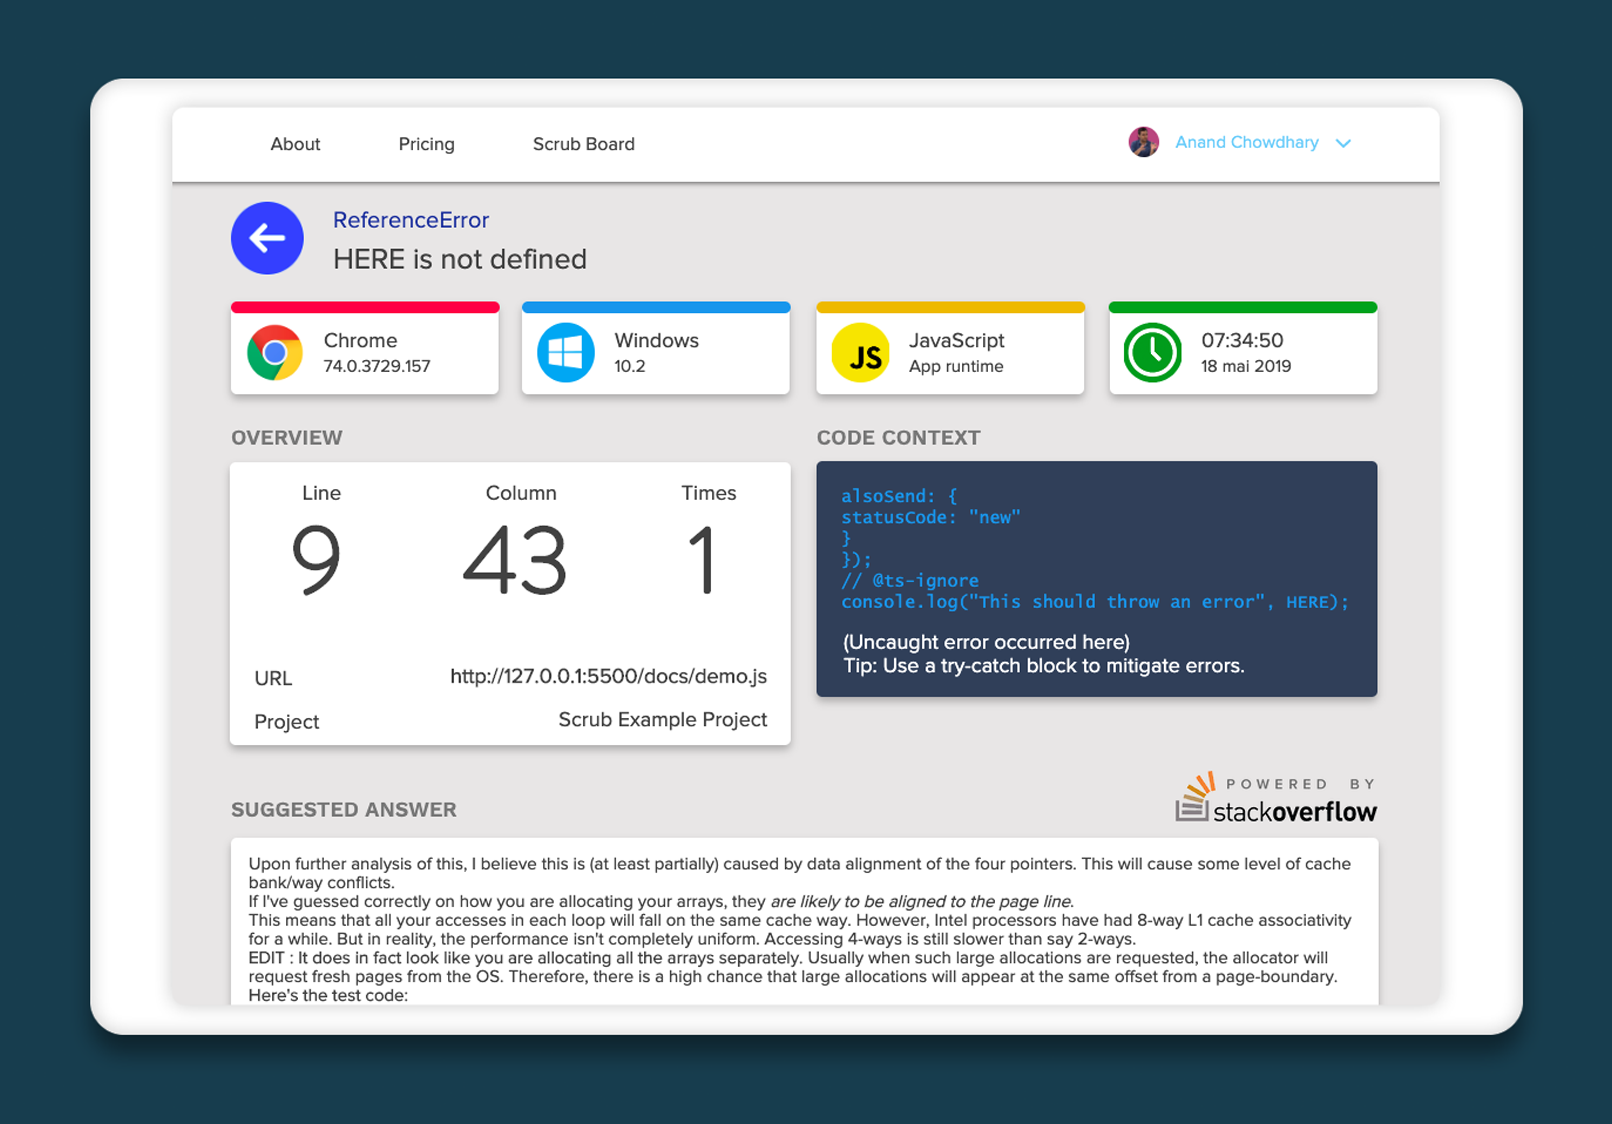 About Pricing Scrub Board Anand Chowdhary
ReferenceError
HERE is not defined
Chrome
74.0.3729.157
Windows
10.2
JS
JavaScript
App runtime
07:34:50
18 mai 2019
OVERVIEW
Line Column Times
9 43 1
URL http://127.0.0.1:5500/docs/demo.js
Project Scrub Example Project
CODE CONTEXT
alsoSend: {
statusCode: "new"
}
});
// @ts-ignore
console.log("This should throw an error", HERE);
(Uncaught error occurred here)
Tip: Use a try-catch block to mitigate errors.
SUGGESTED ANSWER
POWERED BY
stackoverflow
Upon further analysis of this, I believe this is (at least partially) caused by data alignment of the four pointers. This will cause some level of cache
bank/way conflicts.
If I've guessed correctly on how you are allocating your arrays, they are likely to be aligned to the page line.
This means that all your accesses in each loop will fall on the same cache way. However, Intel processors have had 8-way L1 cache associativity
for a while. But in reality, the performance isn't completely uniform. Accessing 4-ways is still slower than say 2-ways.
EDIT : It does in fact look like you are allocating all the arrays separately. Usually when such large allocations are requested, the allocator will
request fresh pages from the OS. Therefore, there is a high chance that large allocations will appear at the same offset from a page-boundary.
Here's the test code: